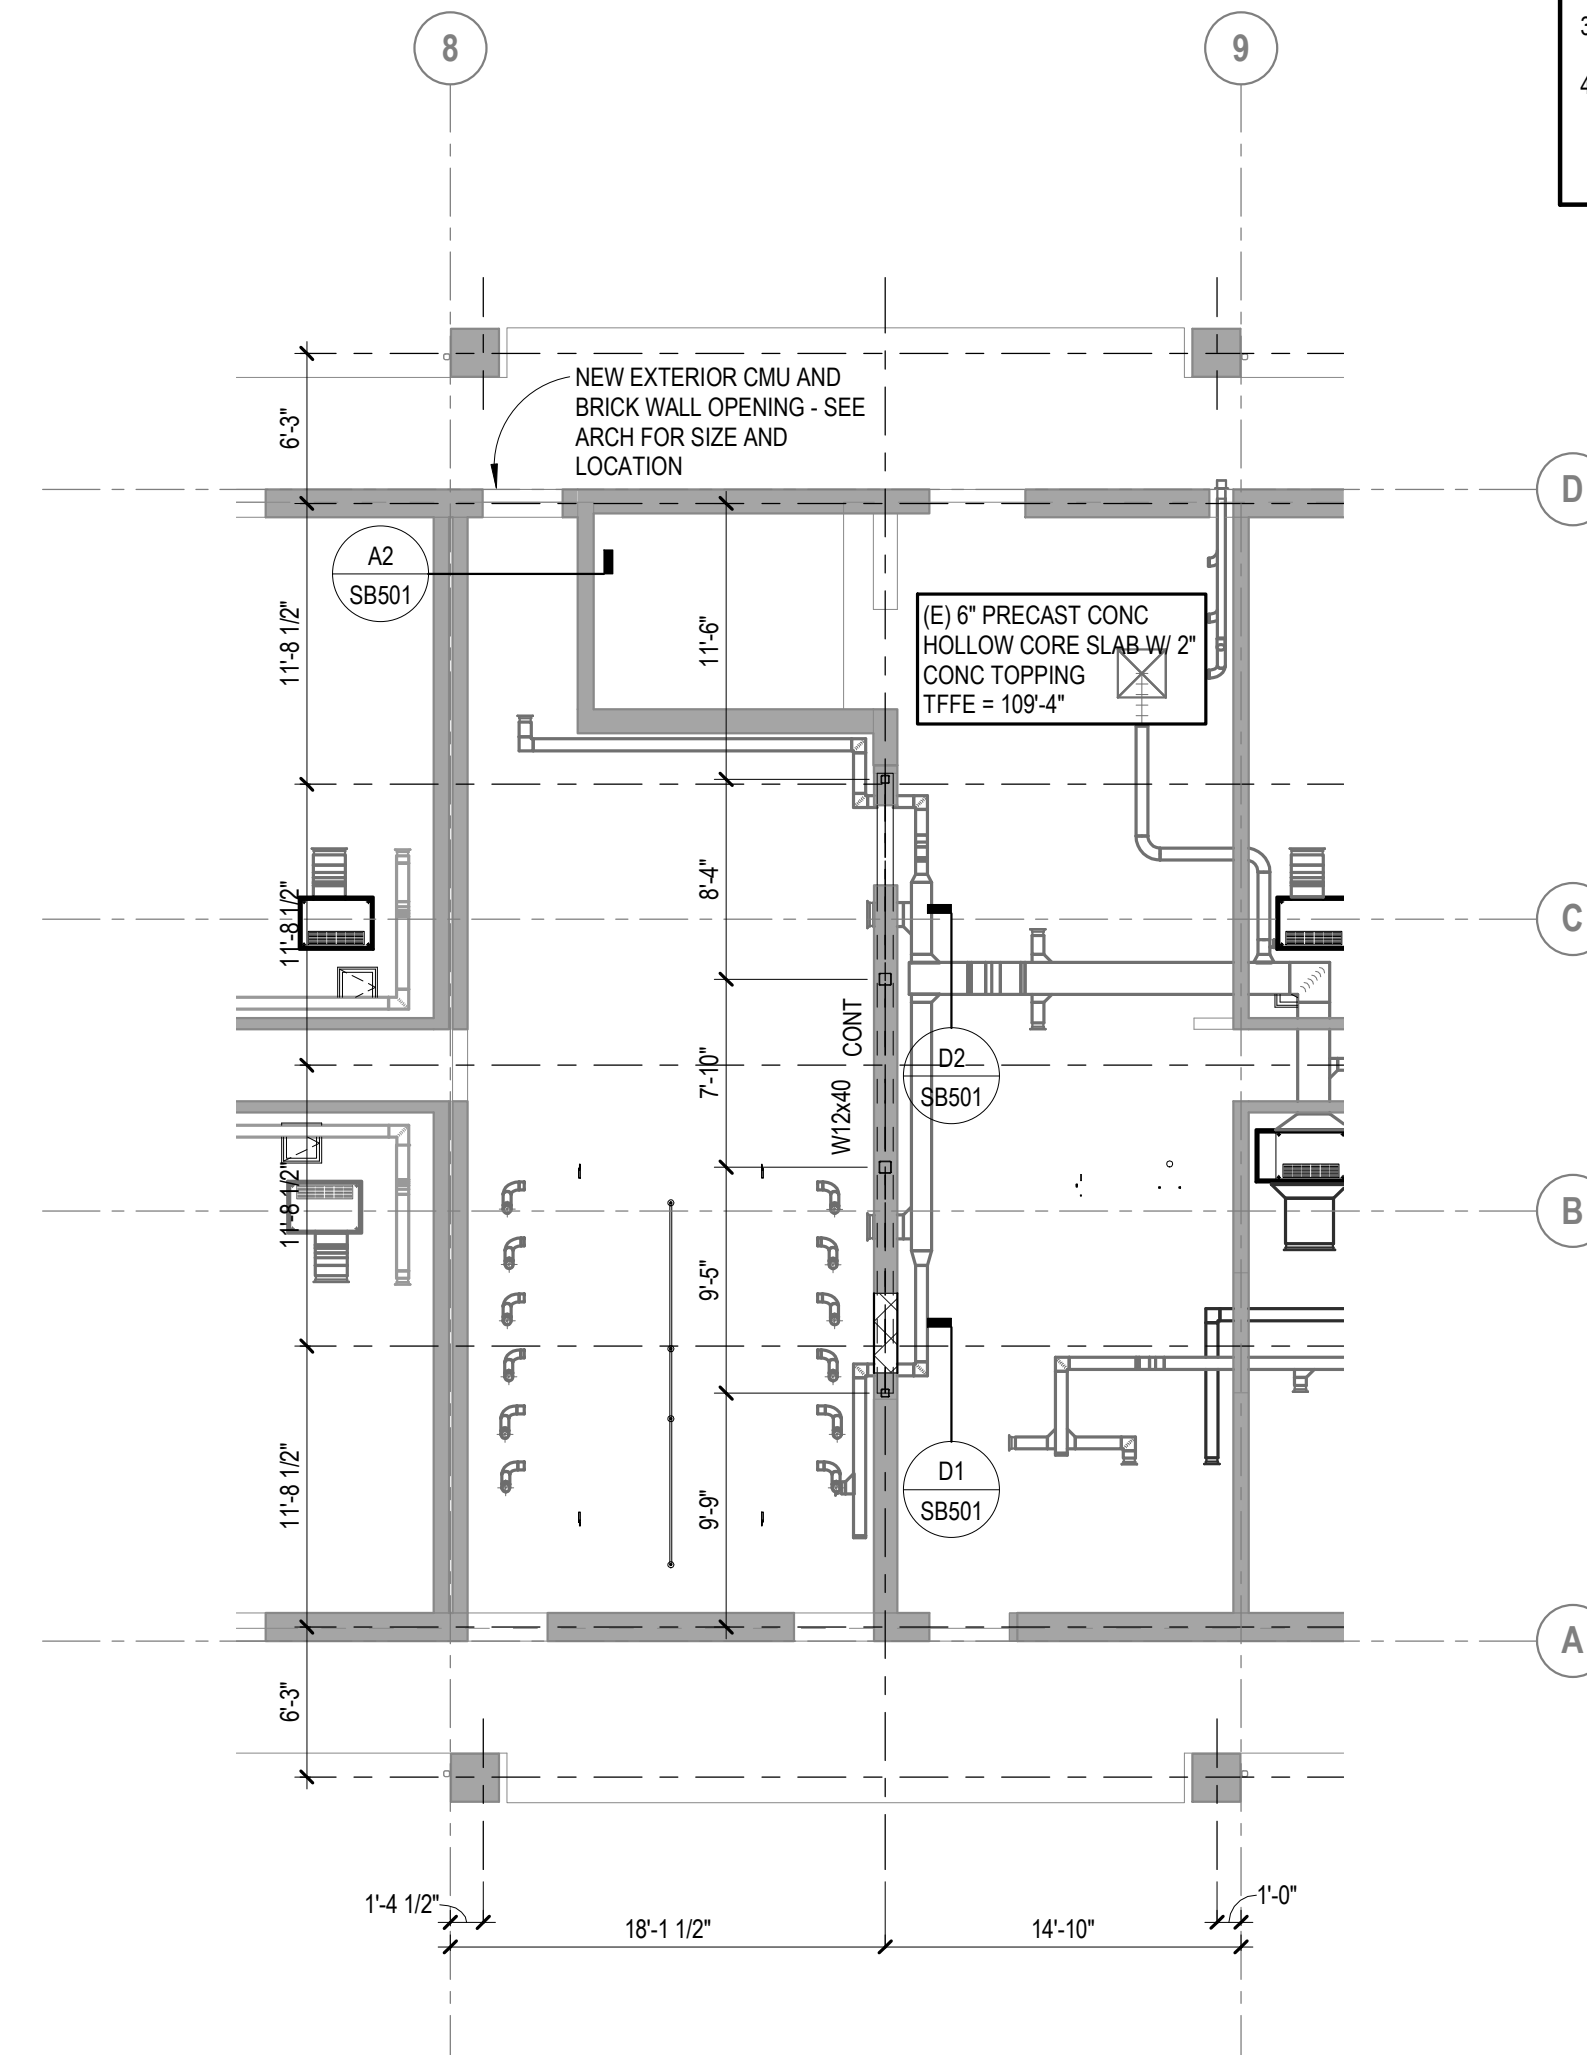 8
9
3
4
NEW EXTERIOR CMU AND
BRICK WALL OPENING - SEE
ARCH FOR SIZE AND
LOCATION
6'-3"
D
A2
SB501
(E) 6" PRECAST CONC
HOLLOW CORE SLAB W/ 2"
CONC TOPPING
TFFE = 109'-4"
11'-8 1/2"
11'-6"
11'-8 1/2"
8'-4"
C
W12x40 CONT
D2
SB501
7'-10"
11'-8 1/2"
B
9'-5"
D1
SB501
11'-8 1/2"
9'-9"
A
6'-3"
1'-4 1/2"
1'-0"
18'-1 1/2"
14'-10"